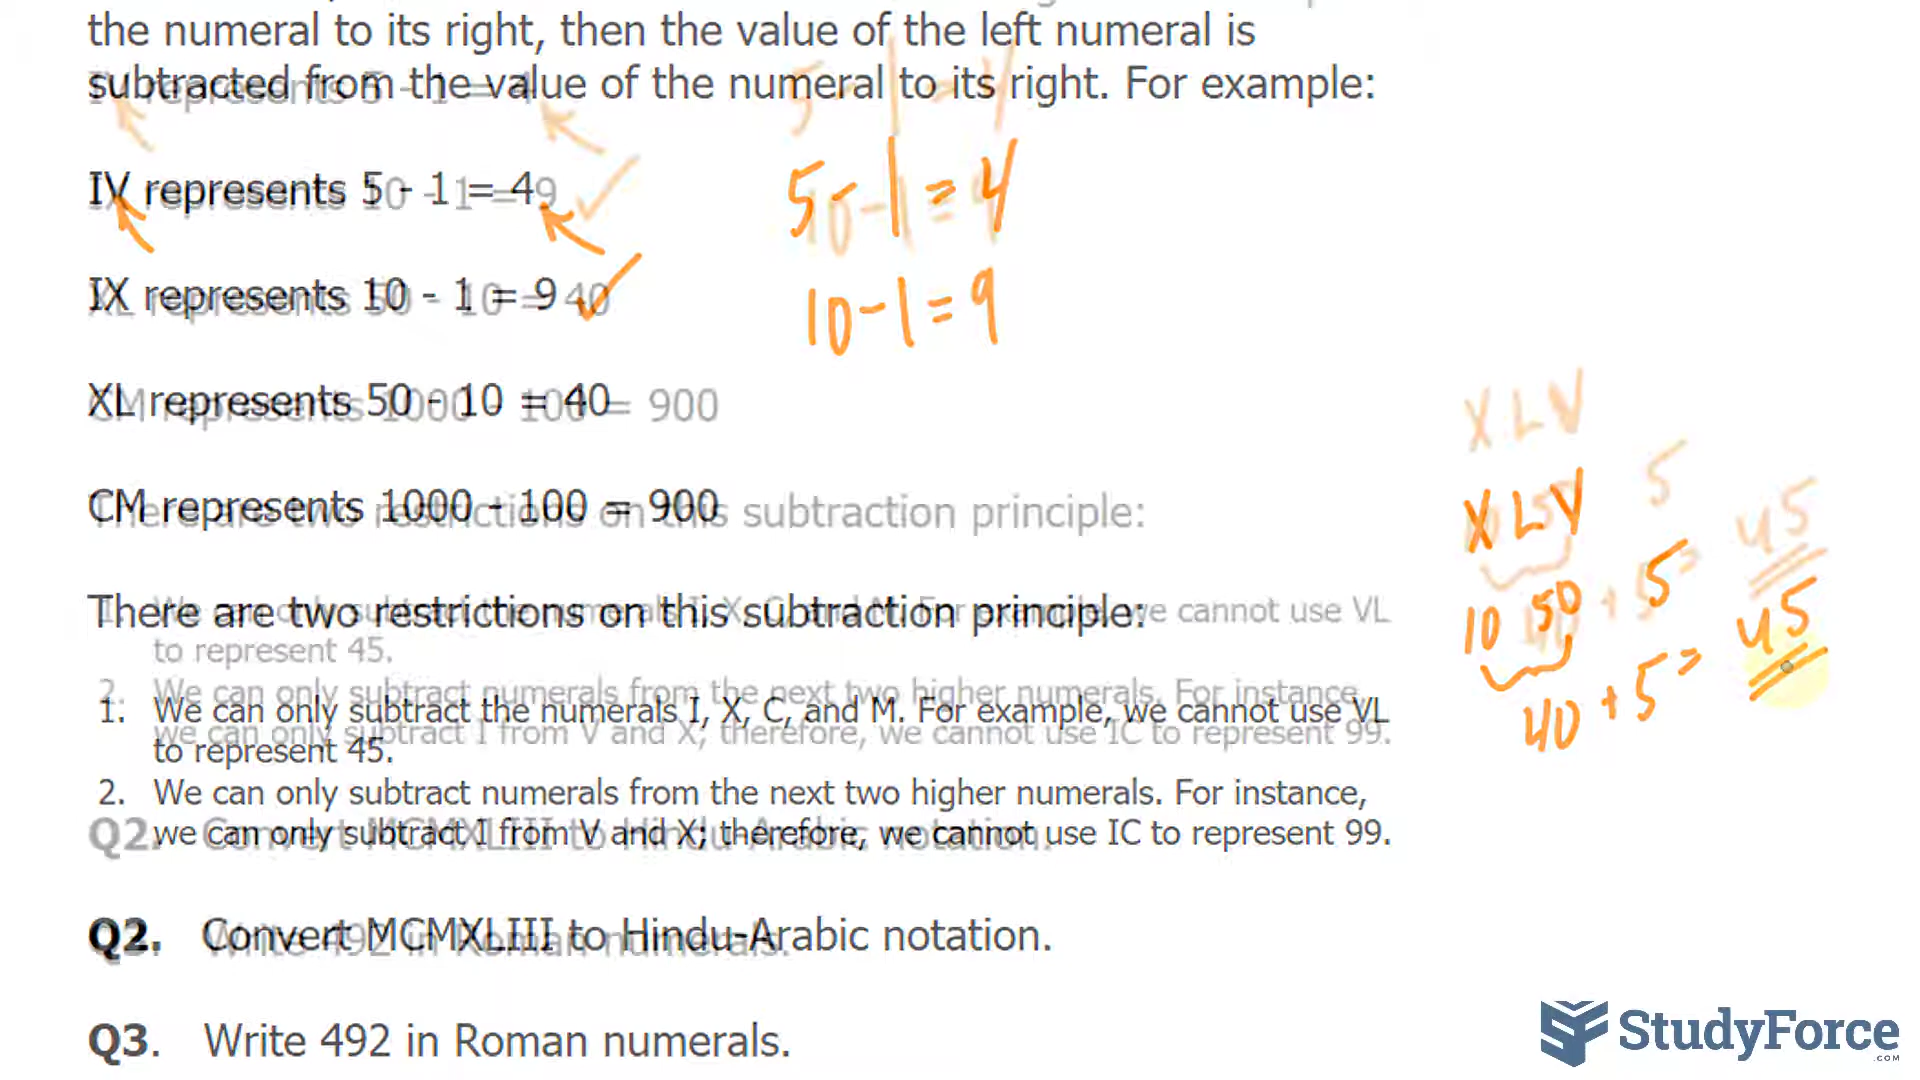 the numeral to its right, then the value of the left numeral is
subtracted from the value of the numeral to its right. For example:
IV represents 5 - 1 = 4
5 - 1 = 4
IX represents 10 - 1 = 9
10 - 1 = 9
XL represents 50 - 10 = 40
CM represents 1000 - 100 = 900
XLV
There are two restrictions on this subtraction principle:
10 50 5
40 + 5 = 45
1. We can only subtract the numerals I, X, C, and M. For example, we cannot use VL
to represent 45.
2. We can only subtract numerals from the next two higher numerals. For instance,
we can only subtract I from V and X; therefore, we cannot use IC to represent 99.
Q2. Convert MCMXLIII to Hindu-Arabic notation.
Q3. Write 492 in Roman numerals.
StudyForce
.COM